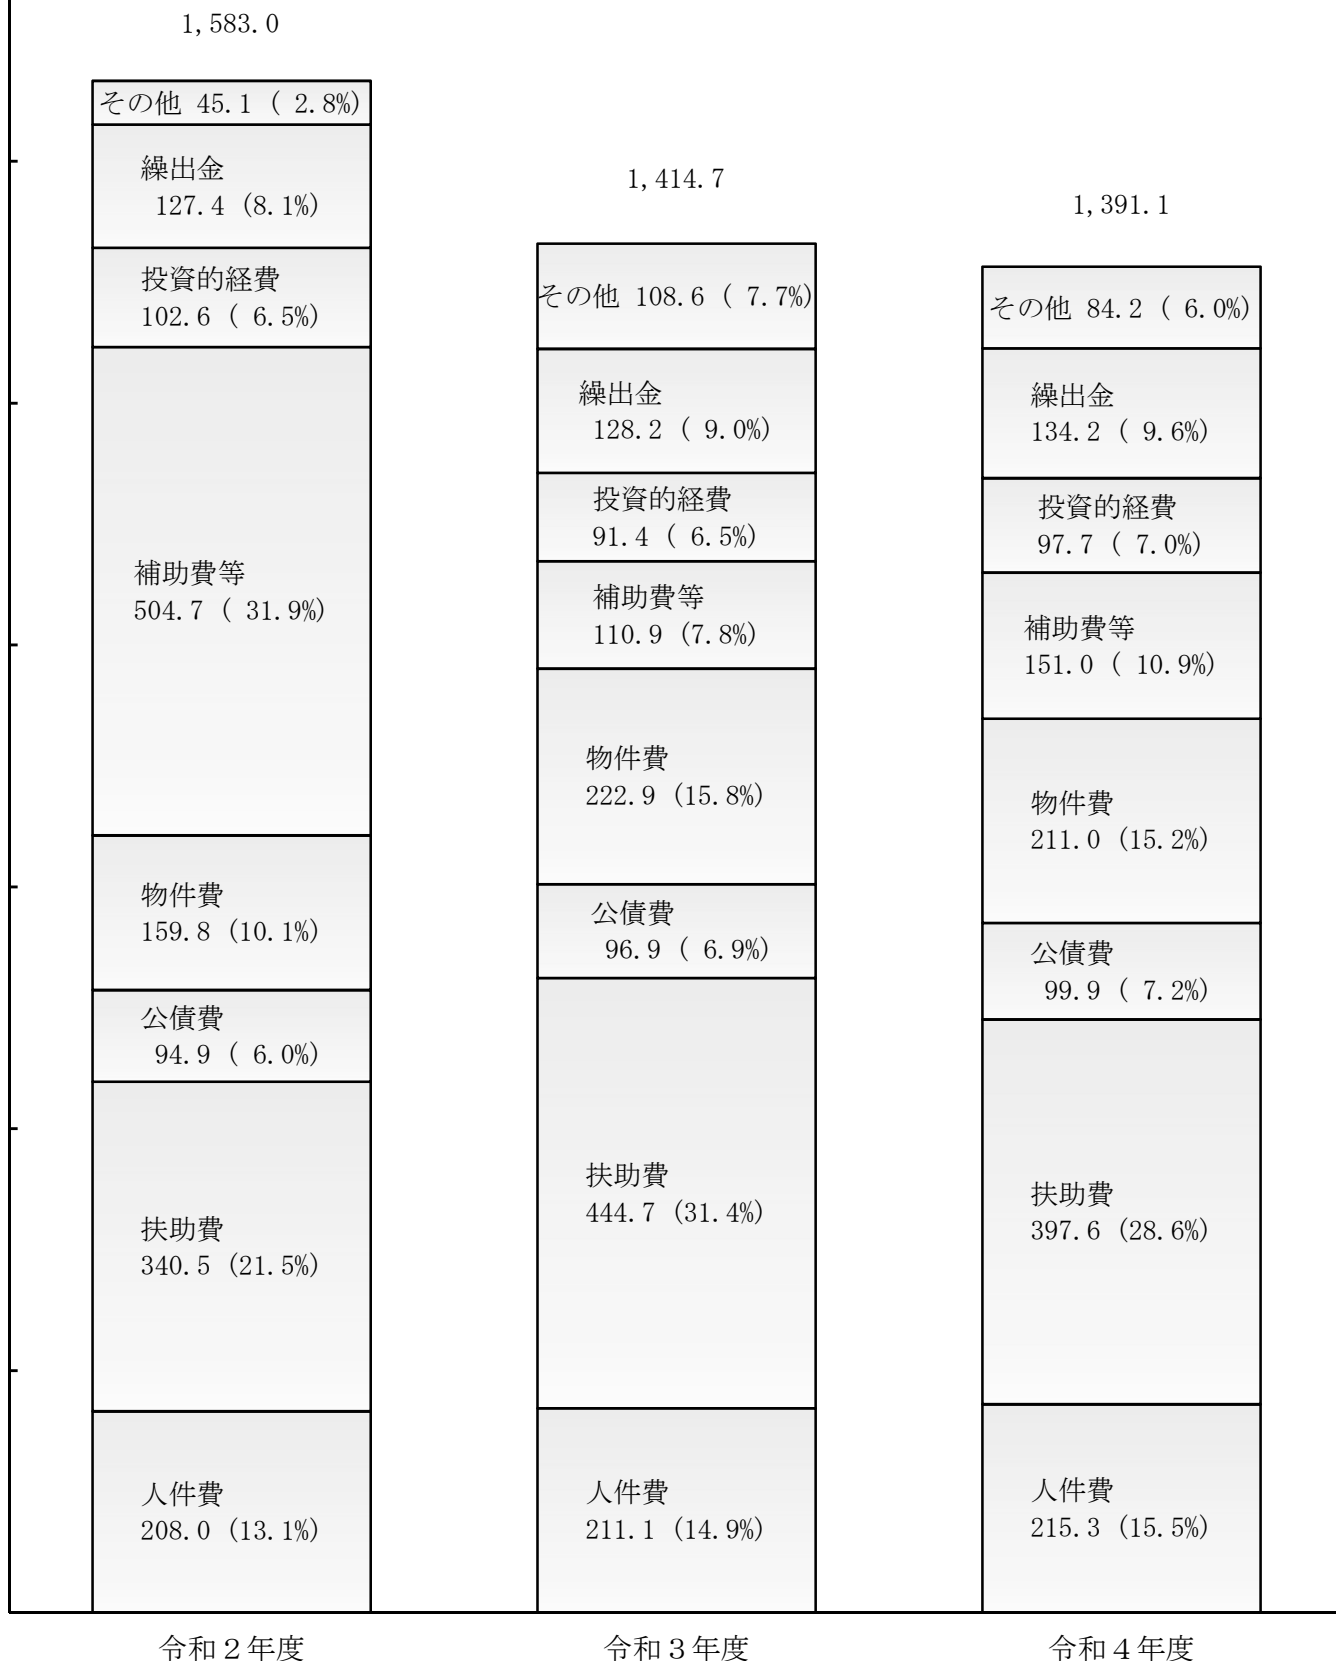 1,583.0
その他 45.1 ( 2.8%)
繰出金
127.4 (8.1%)
投資的経費
102.6 ( 6.5%)
補助費等
504.7 ( 31.9%)
物件費
159.8 (10.1%)
公債費
94.9 ( 6.0%)
扶助費
340.5 (21.5%)
人件費
208.0 (13.1%)
令和２年度
1,414.7
その他 108.6 ( 7.7%)
繰出金
128.2 ( 9.0%)
投資的経費
91.4 ( 6.5%)
補助費等
110.9 (7.8%)
物件費
222.9 (15.8%)
公債費
96.9 ( 6.9%)
扶助費
444.7 (31.4%)
人件費
211.1 (14.9%)
令和３年度
1,391.1
その他 84.2 ( 6.0%)
繰出金
134.2 ( 9.6%)
投資的経費
97.7 ( 7.0%)
補助費等
151.0 ( 10.9%)
物件費
211.0 (15.2%)
公債費
99.9 ( 7.2%)
扶助費
397.6 (28.6%)
人件費
215.3 (15.5%)
令和４年度